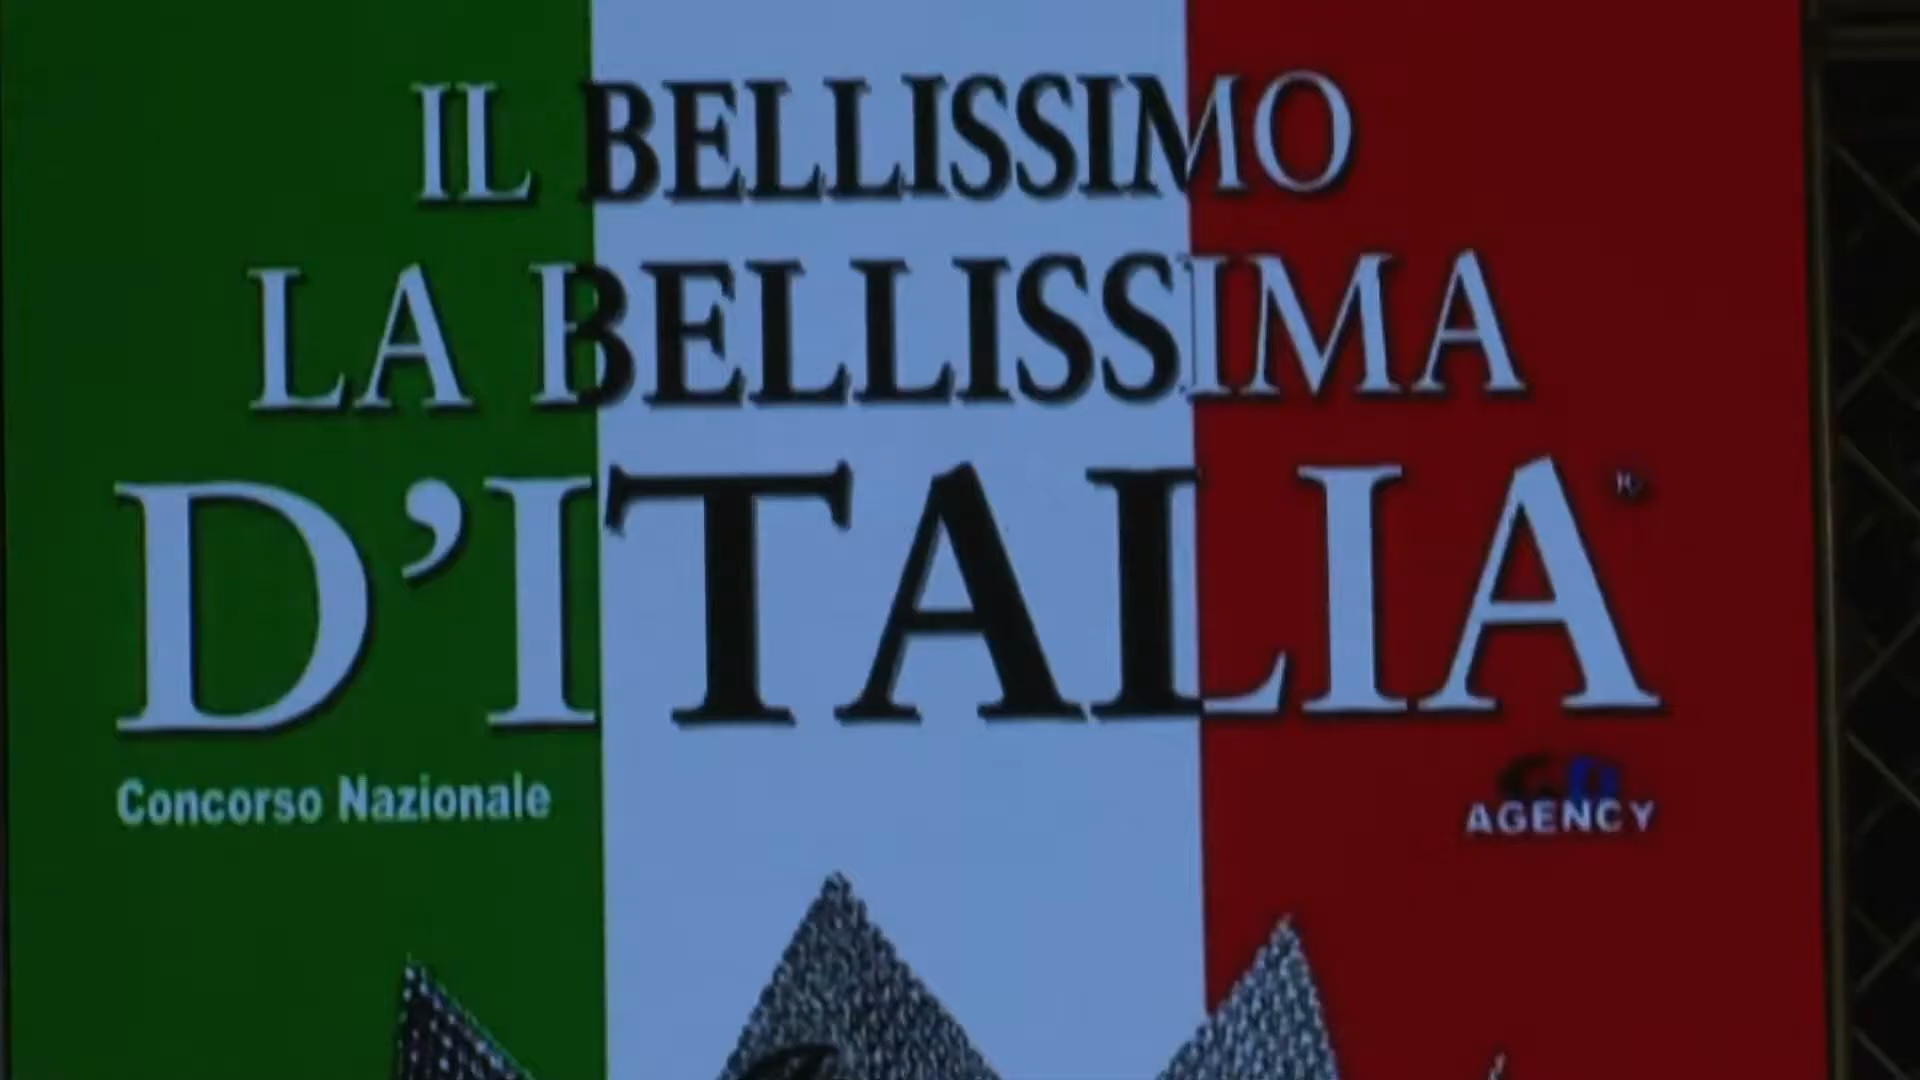 IL BELLISSIMO
LA BELLISSIMA
D'ITALIA®
Concorso Nazionale
AGENCY